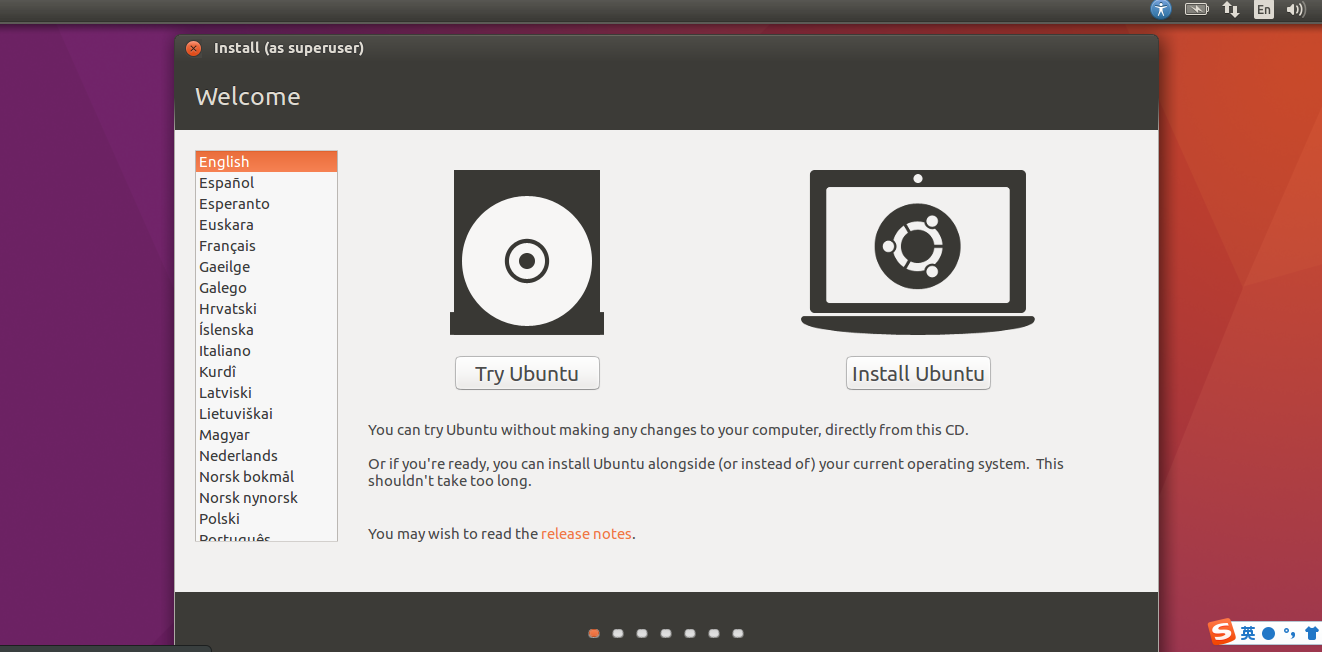 En
Install (as superuser)
Welcome
English
Español
Esperanto
Euskara
Français
Gaeilge
Galego
Hrvatski
Íslenska
Italiano
Kurdî
Latviski
Lietuviškai
Magyar
Nederlands
Norsk bokmål
Norsk nynorsk
Polski
Português
Try Ubuntu
Install Ubuntu
You can try Ubuntu without making any changes to your computer, directly from this CD.
Or if you're ready, you can install Ubuntu alongside (or instead of) your current operating system.  This
shouldn't take too long.
You may wish to read the release notes.
S 英